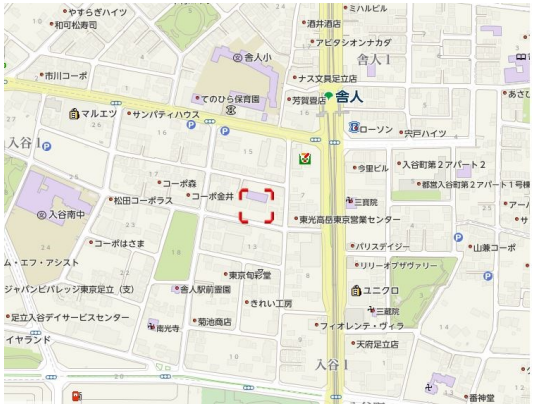 やすらぎハイツ
和可松寿司
ミハルビル
酒井酒店
アビタシオンナカダ
舎人1
舎人小
市川コーポ
ナス文具足立店
てのひら保育園
芳賀畳店
舎人
マルエツ
サンパティハウス
ローソン
宍戸ハイツ
入谷1
今里ビル
入谷町第2アパート2
コーポ森
コーポ金井
都営入谷町第2アパート1号棟
松田コーポラス
三寶院
入谷南中
東光高岳東京営業センター
コーポはさま
パリスデイジー
山兼コーポ
ム・エフ・アシスト
東京旬彩堂
リリーオブザヴァリー
ジャパンビバレッジ東京足立（支）
舎人駅前霊園
ユニクロ
きれい工房
三蔵院
足立入谷デイサービスセンター
菊池商店
南光寺
フィオレンテ・ヴィラ
イヤランド
天府足立店
入谷1
番神堂